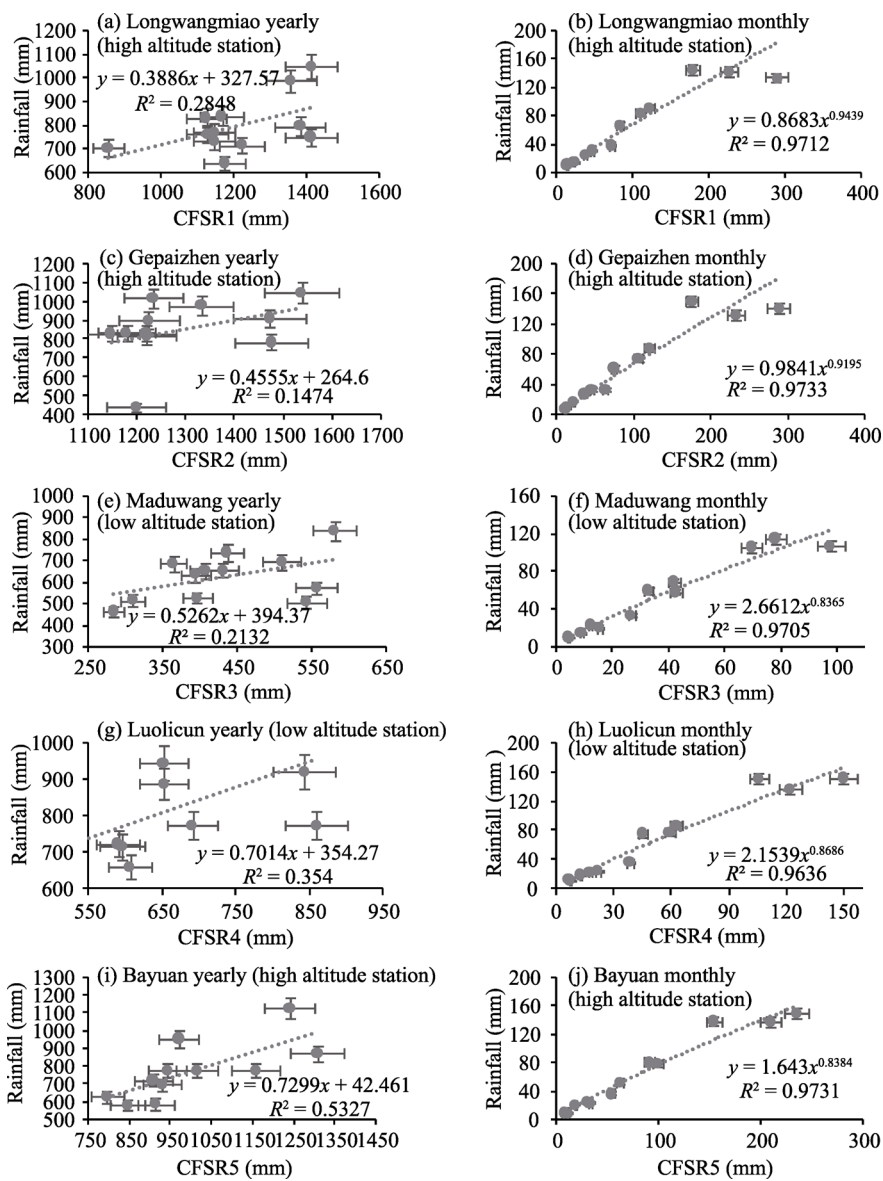 (a) Longwangmiao yearly
(high altitude station)
y = 0.3886x + 327.57
R² = 0.2848
Rainfall (mm)
1200
1100
1000
900
800
700
600
800
1000
1200
1400
1600
CFSR1 (mm)
(b) Longwangmiao monthly
(high altitude station)
y = 0.8683x^0.9439
R² = 0.9712
Rainfall (mm)
200
160
120
80
40
0
0
100
200
300
400
CFSR1 (mm)
(c) Gepaizhen yearly
(high altitude station)
y = 0.4555x + 264.6
R² = 0.1474
Rainfall (mm)
1200
1100
1000
900
800
700
600
500
400
1100
1200
1300
1400
1500
1600
1700
CFSR2 (mm)
(d) Gepaizhen monthly
(high altitude station)
y = 0.9841x^0.9195
R² = 0.9733
Rainfall (mm)
200
160
120
80
40
0
0
100
200
300
400
CFSR2 (mm)
(e) Maduwang yearly
(low altitude station)
y = 0.5262x + 394.37
R² = 0.2132
Rainfall (mm)
1000
900
800
700
600
500
400
300
250
350
450
550
650
CFSR3 (mm)
(f) Maduwang monthly
(low altitude station)
y = 2.6612x^0.8365
R² = 0.9705
Rainfall (mm)
160
120
80
40
0
0
20
40
60
80
100
CFSR3 (mm)
(g) Luolicun yearly (low altitude station)
y = 0.7014x + 354.27
R² = 0.354
Rainfall (mm)
1000
900
800
700
600
550
650
750
850
950
CFSR4 (mm)
(h) Luolicun monthly
(low altitude station)
y = 2.1539x^0.8686
R² = 0.9636
Rainfall (mm)
200
160
120
80
40
0
0
30
60
90
120
150
CFSR4 (mm)
(i) Bayuan yearly (high altitude station)
y = 0.7299x + 42.461
R² = 0.5327
Rainfall (mm)
1300
1200
1100
1000
900
800
700
600
500
750
850
950
1050
1150
1250
1350
1450
CFSR5 (mm)
(j) Bayuan monthly
(high altitude station)
y = 1.643x^0.8384
R² = 0.9731
Rainfall (mm)
200
160
120
80
40
0
0
100
200
300
CFSR5 (mm)